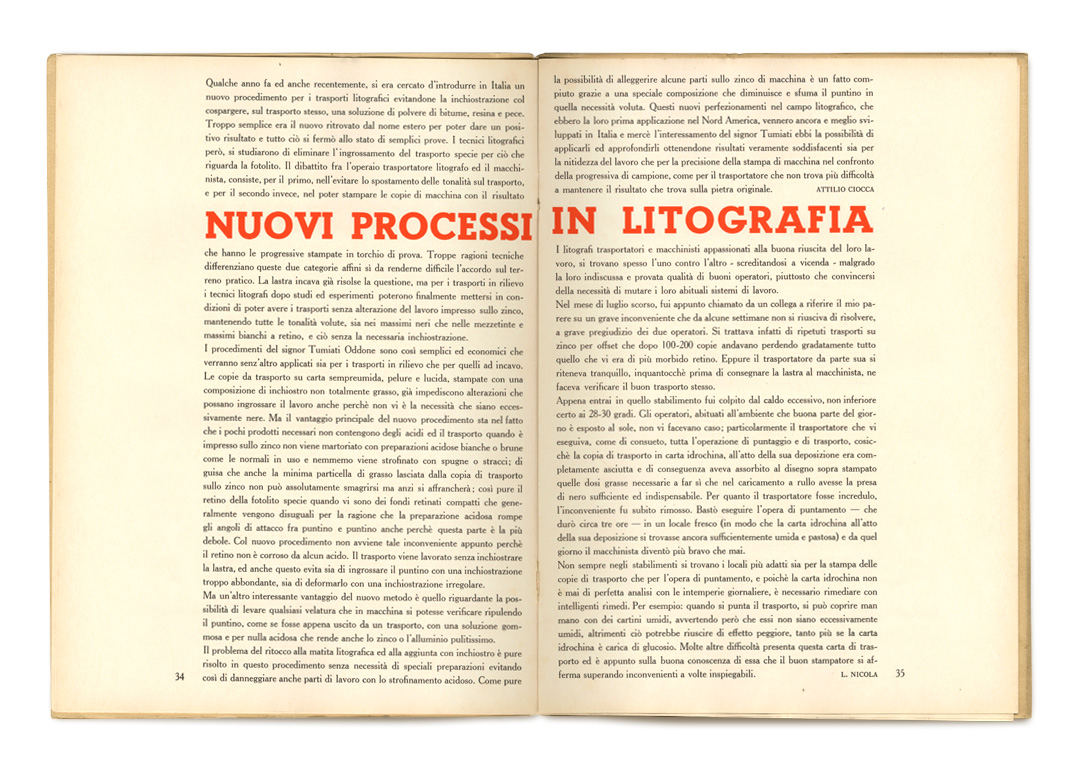 Qualche anno fa ed anche recentemente, si era cercato d'introdurre in Italia un
nuovo procedimento per i trasporti litografici evitandone la inchiostrazione col
cospargere, sul trasporto stesso, una soluzione di polvere di bitume, resina e pece.
Troppo semplice era il nuovo ritrovato dal nome estero per poter dare un posi-
tivo risultato e tutto ciò si fermò allo stato di semplici prove. I tecnici litografici
però, si studiarono di eliminare l'ingrossamento del trasporto specie per ciò che
riguarda la fotolito. Il dibattito fra l'operaio trasportatore litografo ed il macchi-
nista, consiste, per il primo, nell'evitare lo spostamento delle tonalità sul trasporto,
e per il secondo invece, nel poter stampare le copie di macchina con il risultato
NUOVI PROCESSI
che hanno le progressive stampate in torchio di prova. Troppe ragioni tecniche
differenziano queste due categorie affini sì da renderne difficile l'accordo sul ter-
reno pratico. La lastra incava già risolse la questione, ma per i trasporti in rilievo
i tecnici litografi dopo studi ed esperimenti poterono finalmente mettersi in con-
dizioni di poter avere i trasporti senza alterazione del lavoro impresso sullo zinco,
mantenendo tutte le tonalità volute, sia nei massimi neri che nelle mezzetinte e
massimi bianchi a retino, e ciò senza la necessaria inchiostrazione.
I procedimenti del signor Tumiati Oddone sono così semplici ed economici che
verranno senz'altro applicati sia per i trasporti in rilievo che per quelli ad incavo.
Le copie da trasporto su carta sempreumida, pelure e lucida, stampate con una
composizione di inchiostro non totalmente grasso, già impediscono alterazioni che
possano ingrossare il lavoro anche perchè non vi è la necessità che siano ecces-
sivamente nere. Ma il vantaggio principale del nuovo procedimento sta nel fatto
che i pochi prodotti necessari non contengono degli acidi ed il trasporto quando è
impresso sullo zinco non viene martoriato con preparazioni acidose bianche o brune
come le normali in uso e nemmemo viene strofinato con spugne o stracci; di
guisa che anche la minima particella di grasso lasciata dalla copia di trasporto
sullo zinco non può assolutamente smagrirsi ma anzi si affrancherà; così pure il
retino della fotolito specie quando vi sono dei fondi retinati compatti che gene-
ralmente vengono disuguali per la ragione che la preparazione acidosa rompe
gli angoli di attacco fra puntino e puntino anche perchè questa parte è la più
debole. Col nuovo procedimento non avviene tale inconveniente appunto perchè
il retino non è corroso da alcun acido. Il trasporto viene lavorato senza inchiostrare
la lastra, ed anche questo evita sia di ingrossare il puntino con una inchiostrazione
troppo abbondante, sia di deformarlo con una inchiostrazione irregolare.
Ma un'altro interessante vantaggio del nuovo metodo è quello riguardante la pos-
sibilità di levare qualsiasi velatura che in macchina si potesse verificare ripulendo
il puntino, come se fosse appena uscito da un trasporto, con una soluzione gom-
mosa e per nulla acidosa che rende anche lo zinco o l'alluminio pulitissimo.
Il problema del ritocco alla matita litografica ed alla aggiunta con inchiostro è pure
risolto in questo procedimento senza necessità di speciali preparazioni evitando
così di danneggiare anche parti di lavoro con lo strofinamento acidoso. Come pure
34
la possibilità di alleggerire alcune parti sullo zinco di macchina è un fatto com-
piuto grazie a una speciale composizione che diminuisce e sfuma il puntino in
quella necessità voluta. Questi nuovi perfezionamenti nel campo litografico, che
ebbero la loro prima applicazione nel Nord America, vennero ancora e meglio svi-
luppati in Italia e mercè l'interessamento del signor Tumiati ebbi la possibilità di
applicarli ed approfondirli ottenendone risultati veramente soddisfacenti sia per
la nitidezza del lavoro che per la precisione della stampa di macchina nel confronto
della progressiva di campione, come per il trasportatore che non trova più difficoltà
a mantenere il risultato che trova sulla pietra originale. ATTILIO CIOCCA
IN LITOGRAFIA
I litografi trasportatori e macchinisti appassionati alla buona riuscita del loro la-
voro, si trovano spesso l'uno contro l'altro - screditandosi a vicenda - malgrado
la loro indiscussa e provata qualità di buoni operatori, piuttosto che convincersi
della necessità di mutare i loro abituali sistemi di lavoro.
Nel mese di luglio scorso, fui appunto chiamato da un collega a riferire il mio pa-
rere su un grave inconveniente che da alcune settimane non si riusciva di risolvere,
a grave pregiudizio dei due operatori. Si trattava infatti di ripetuti trasporti su
zinco per offset che dopo 100-200 copie andavano perdendo gradatamente tutto
quello che vi era di più morbido retino. Eppure il trasportatore da parte sua si
riteneva tranquillo, inquantocchè prima di consegnare la lastra al macchinista, ne
faceva verificare il buon trasporto stesso.
Appena entrai in quello stabilimento fui colpito dal caldo eccessivo, non inferiore
certo ai 28-30 gradi. Gli operatori, abituati all'ambiente che buona parte del gior-
no è esposto al sole, non vi facevano caso; particolarmente il trasportatore che vi
eseguiva, come di consueto, tutta l'operazione di puntaggio e di trasporto, cosic-
chè la copia di trasporto in carta idrochina, all'atto della sua deposizione era com-
pletamente asciutta e di conseguenza aveva assorbito al disegno sopra stampato
quelle dosi grasse necessarie a far sì che nel caricamento a rullo avesse la presa
di nero sufficiente ed indispensabile. Per quanto il trasportatore fosse incredulo,
l'inconveniente fu subito rimosso. Bastò eseguire l'opera di puntamento — che
durò circa tre ore — in un locale fresco (in modo che la carta idrochina all'atto
della sua deposizione si trovasse ancora sufficientemente umida e pastosa) e da quel
giorno il macchinista diventò più bravo che mai.
Non sempre negli stabilimenti si trovano i locali più adatti sia per la stampa delle
copie di trasporto che per l'opera di puntamento, e poichè la carta idrochina non
è mai di perfetta analisi con le intemperie giornaliere, è necessario rimediare con
intelligenti rimedi. Per esempio: quando si punta il trasporto, si può coprire man
mano con dei cartini umidi, avvertendo però che essi non siano eccessivamente
umidi, altrimenti ciò potrebbe riuscire di effetto peggiore, tanto più se la carta
idrochina è carica di glucosio. Molte altre difficoltà presenta questa carta di tras-
porto ed è appunto sulla buona conoscenza di essa che il buon stampatore si af-
ferma superando inconvenienti a volte inspiegabili. L. NICOLA
35